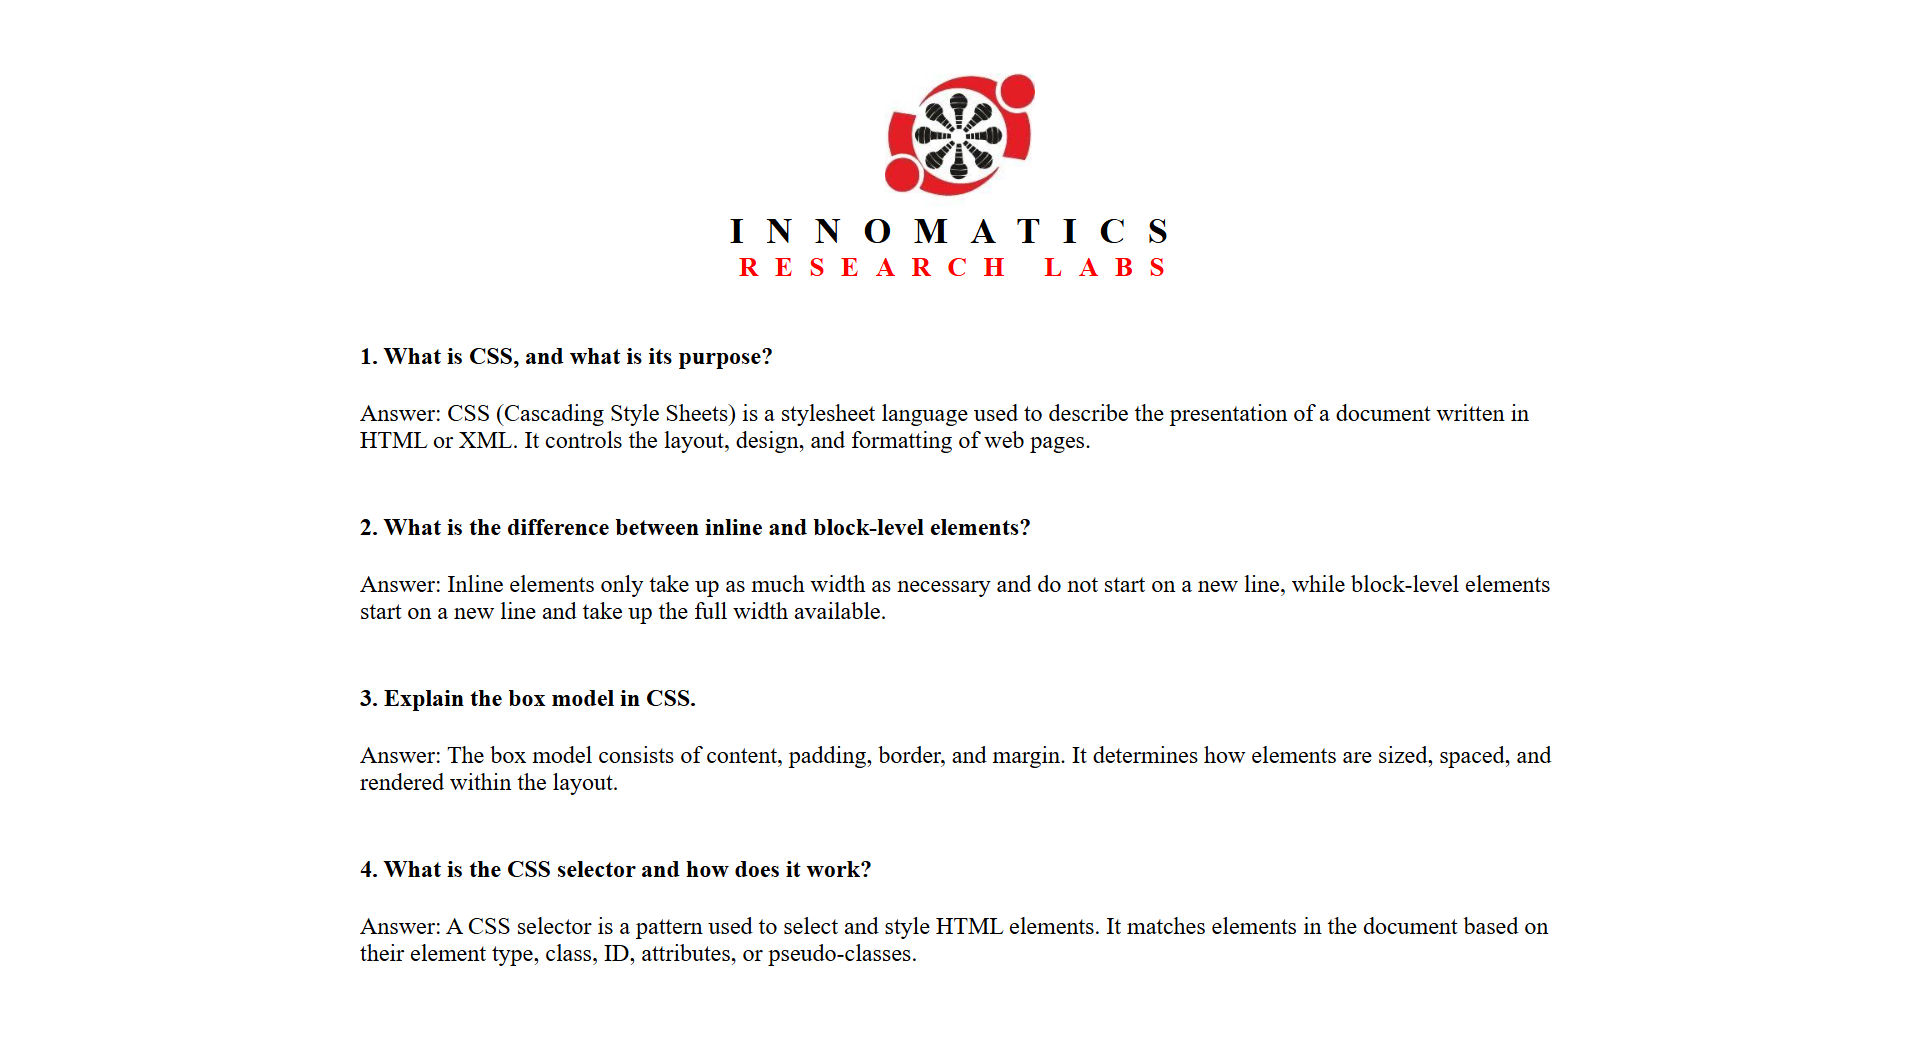 INNOMATICS
RESEARCH LABS
1. What is CSS, and what is its purpose?
Answer: CSS (Cascading Style Sheets) is a stylesheet language used to describe the presentation of a document written in
HTML or XML. It controls the layout, design, and formatting of web pages.
2. What is the difference between inline and block-level elements?
Answer: Inline elements only take up as much width as necessary and do not start on a new line, while block-level elements
start on a new line and take up the full width available.
3. Explain the box model in CSS.
Answer: The box model consists of content, padding, border, and margin. It determines how elements are sized, spaced, and
rendered within the layout.
4. What is the CSS selector and how does it work?
Answer: A CSS selector is a pattern used to select and style HTML elements. It matches elements in the document based on
their element type, class, ID, attributes, or pseudo-classes.